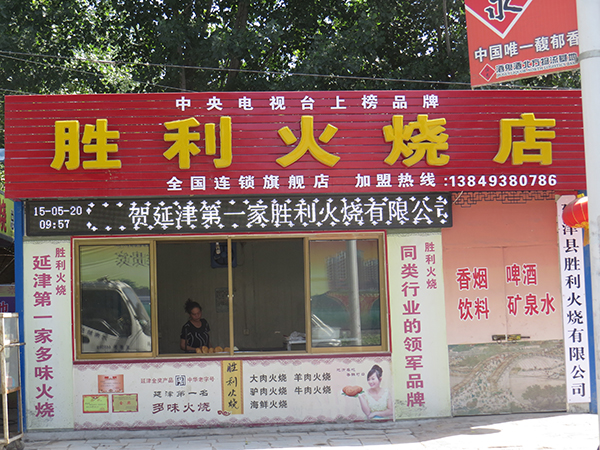 中国唯一馥郁香
中央电视台上榜品牌
胜利火烧店
全国连锁旗舰店 加盟热线:13849380786
15-05-20
09:57
贺延津第一家胜利火烧有限公
胜利火烧
延津第一家多味火烧
胜利火烧
同类行业的领军品牌
香烟 啤酒
饮料 矿泉水
津县胜利火烧有限公司
延津第一名
多味火烧
胜利火烧
大肉火烧 羊肉火烧
驴肉火烧 牛肉火烧
海鲜火烧